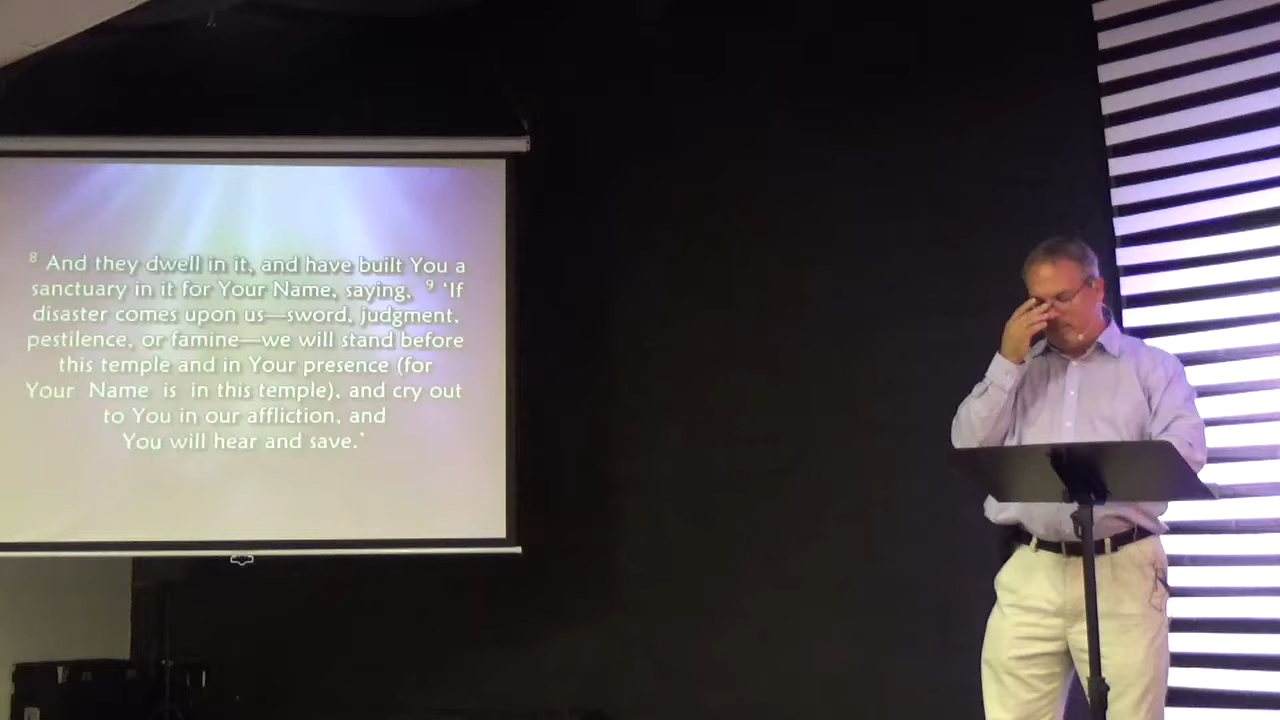 ⁸ And they dwell in it, and have built You a
sanctuary in it for Your Name, saying, ⁹ ‘If
disaster comes upon us—sword, judgment,
pestilence, or famine—we will stand before
this temple and in Your presence (for
Your Name is in this temple), and cry out
to You in our affliction, and
You will hear and save.’